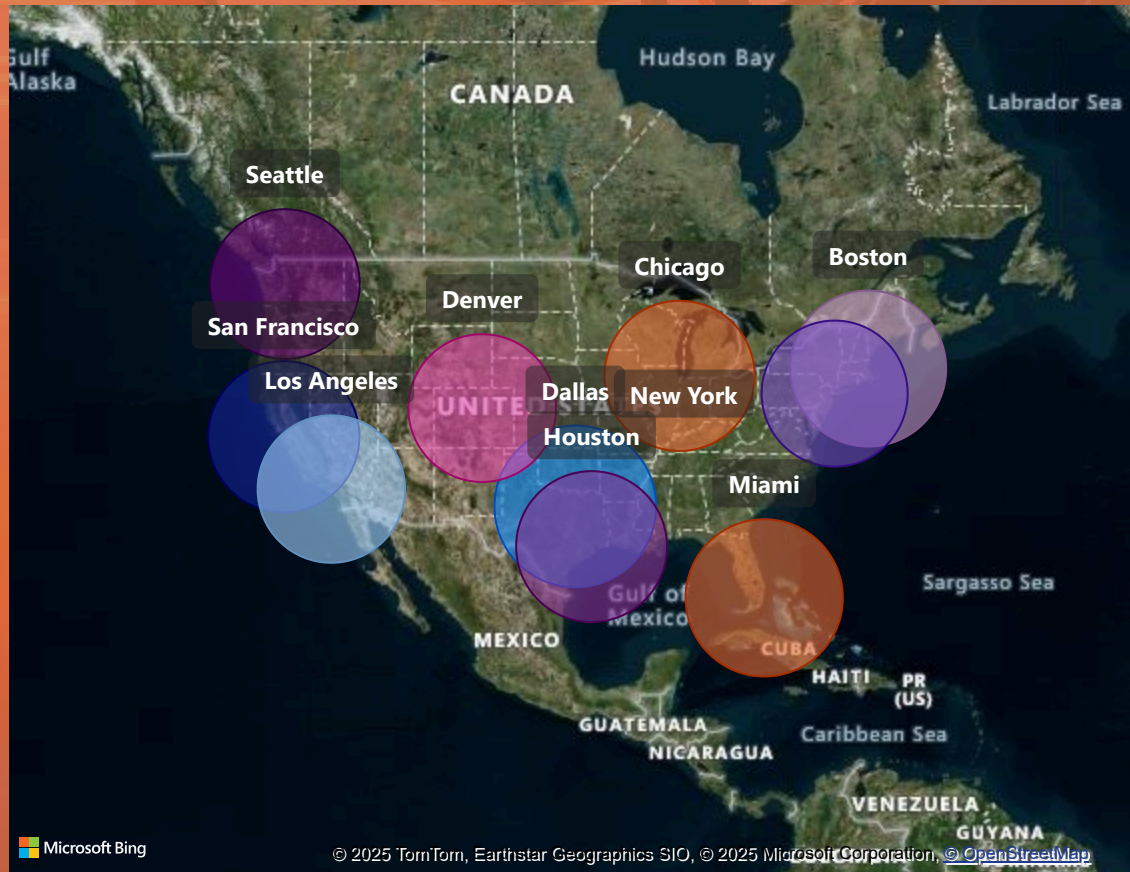 Gulf
Alaska
Hudson Bay
CANADA
Labrador Sea
Seattle
Boston
Chicago
Denver
San Francisco
Los Angeles
Dallas
New York
UNITED STATES
Houston
Miami
Sargasso Sea
Gulf of
Mexico
MEXICO
CUBA
HAITI
PR
(US)
GUATEMALA
Caribbean Sea
NICARAGUA
VENEZUELA
GUYANA
COLOMBIA
Microsoft Bing
© 2025 TomTom, Earthstar Geographics SIO, © 2025 Microsoft Corporation, © OpenStreetMap